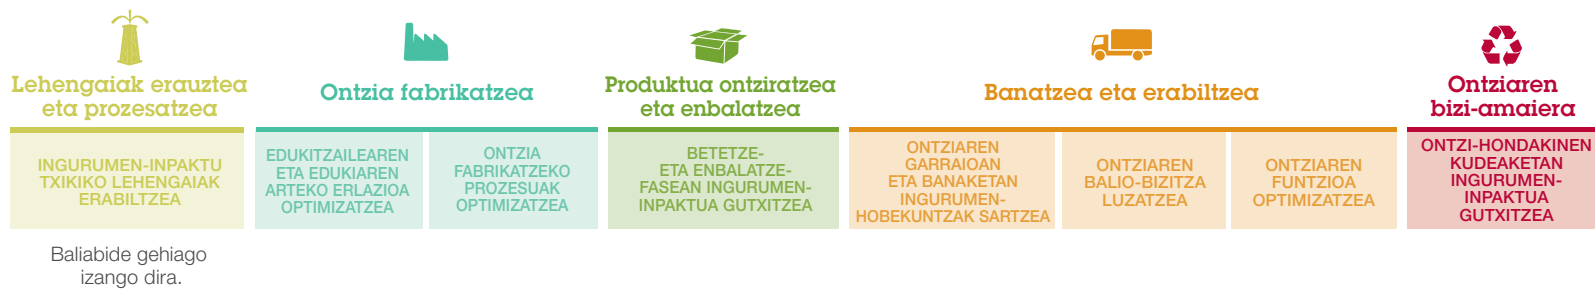 Lehengaiak erauztea
eta prozesatzea
Ontzia fabrikatzea
Produktua ontziratzea
eta enbalatzea
Banatzea eta erabiltzea
Ontziaren
bizi-amaiera
INGURUMEN-INPAKTU
TXIKIKO LEHENGAIAK
ERABILTZEA
EDUKITZAILEAREN
ETA EDUKIAREN
ARTEKO ERLAZIOA
OPTIMIZATZEA
ONTZIA
FABRIKATZEKO
PROZESUAK
OPTIMIZATZEA
BETETZE-
ETA ENBALATZE-
FASEAN INGURUMEN-
INPAKTUA GUTXITZEA
ONTZIAREN
GARRAIOAN
ETA BANAKETAN
INGURUMEN-
HOBEKUNTZAK SARTZEA
ONTZIAREN
BALIO-BIZITZA
LUZATZEA
ONTZIAREN
FUNTZIOA
OPTIMIZATZEA
ONTZI-HONDAKINEN
KUDEAKETAN
INGURUMEN-
INPAKTUA
GUTXITZEA
Baliabide gehiago
izango dira.